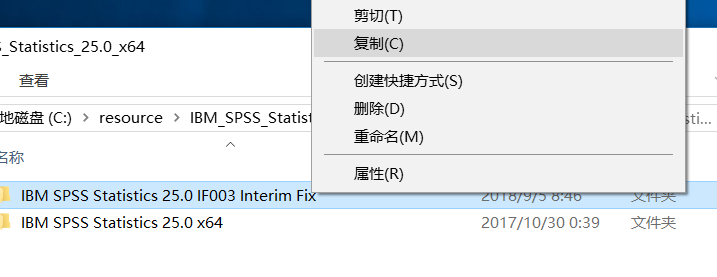 剪切(T)
S_Statistics_25.0_x64
复制(C)
查看
创建快捷方式(S)
删除(D)
地磁盘 (C:) > resource > IBM_SPSS_Statist
sti...
重命名(M)
名称
属性(R)
IBM SPSS Statistics 25.0 IF003 Interim Fix
2018/9/5 8:46
文件夹
IBM SPSS Statistics 25.0 x64
2017/10/30 0:39
文件夹